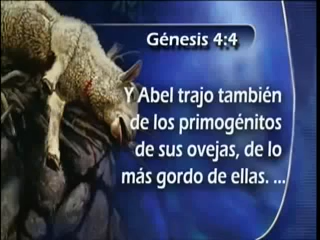 Génesis 4:4
Y Abel trajo también
de los primogénitos
de sus ovejas, de lo
más gordo de ellas. ...